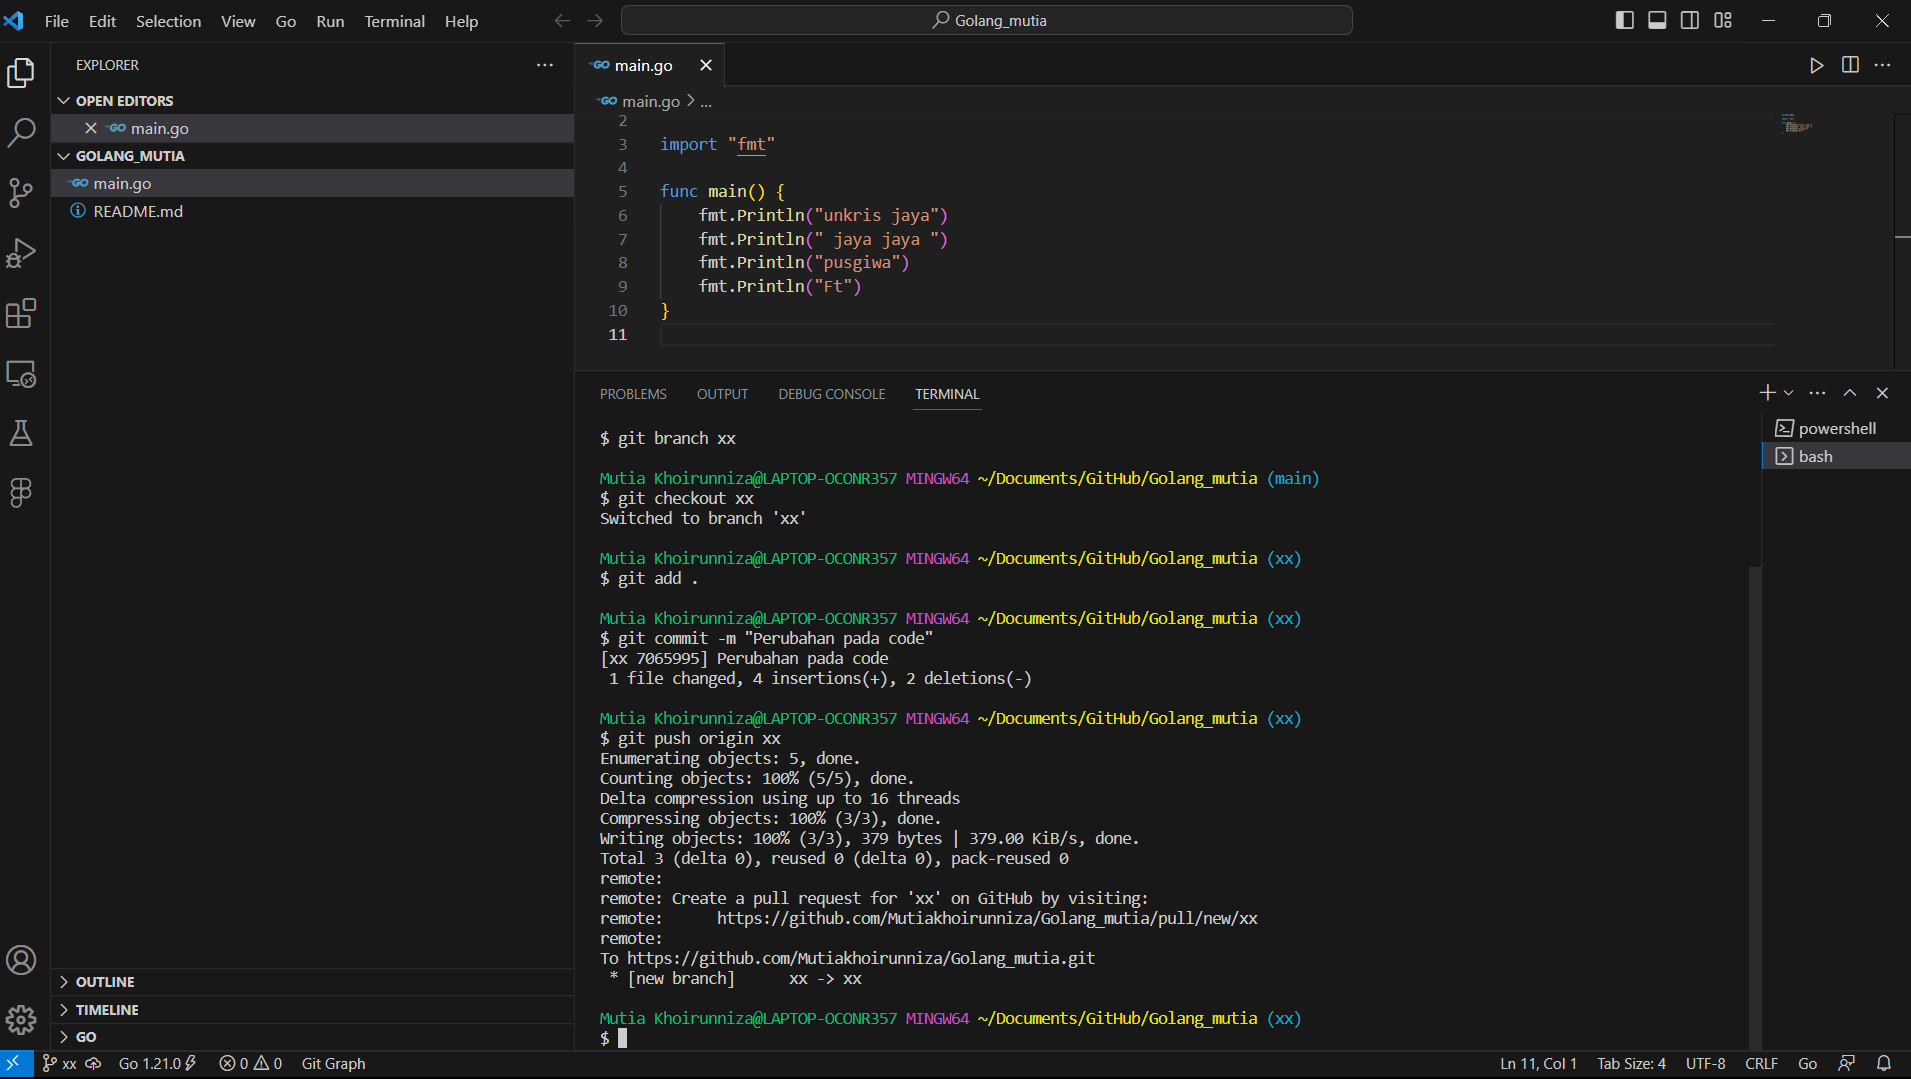 File Edit Selection View Go Run Terminal Help
Golang_mutia
EXPLORER
OPEN EDITORS
main.go
GOLANG_MUTIA
main.go
README.md
OUTLINE
TIMELINE
GO
main.go
main.go > ...
2
3 import "fmt"
4
5 func main() {
6 fmt.Println("unkris jaya")
7 fmt.Println(" jaya jaya ")
8 fmt.Println("pusgiwa")
9 fmt.Println("Ft")
10 }
11
PROBLEMS OUTPUT DEBUG CONSOLE TERMINAL
powershell
bash
$ git branch xx
Mutia Khoirunniza@LAPTOP-OCONR357 MINGW64 ~/Documents/GitHub/Golang_mutia (main)
$ git checkout xx
Switched to branch 'xx'
Mutia Khoirunniza@LAPTOP-OCONR357 MINGW64 ~/Documents/GitHub/Golang_mutia (xx)
$ git add .
Mutia Khoirunniza@LAPTOP-OCONR357 MINGW64 ~/Documents/GitHub/Golang_mutia (xx)
$ git commit -m "Perubahan pada code"
[xx 7065995] Perubahan pada code
1 file changed, 4 insertions(+), 2 deletions(-)
Mutia Khoirunniza@LAPTOP-OCONR357 MINGW64 ~/Documents/GitHub/Golang_mutia (xx)
$ git push origin xx
Enumerating objects: 5, done.
Counting objects: 100% (5/5), done.
Delta compression using up to 16 threads
Compressing objects: 100% (3/3), done.
Writing objects: 100% (3/3), 379 bytes | 379.00 KiB/s, done.
Total 3 (delta 0), reused 0 (delta 0), pack-reused 0
remote:
remote: Create a pull request for 'xx' on GitHub by visiting:
remote: https://github.com/Mutiakhoirunniza/Golang_mutia/pull/new/xx
remote:
To https://github.com/Mutiakhoirunniza/Golang_mutia.git
* [new branch] xx -> xx
Mutia Khoirunniza@LAPTOP-OCONR357 MINGW64 ~/Documents/GitHub/Golang_mutia (xx)
$
xx Go 1.21.0 0 0 Git Graph
Ln 11, Col 1 Tab Size: 4 UTF-8 CRLF Go